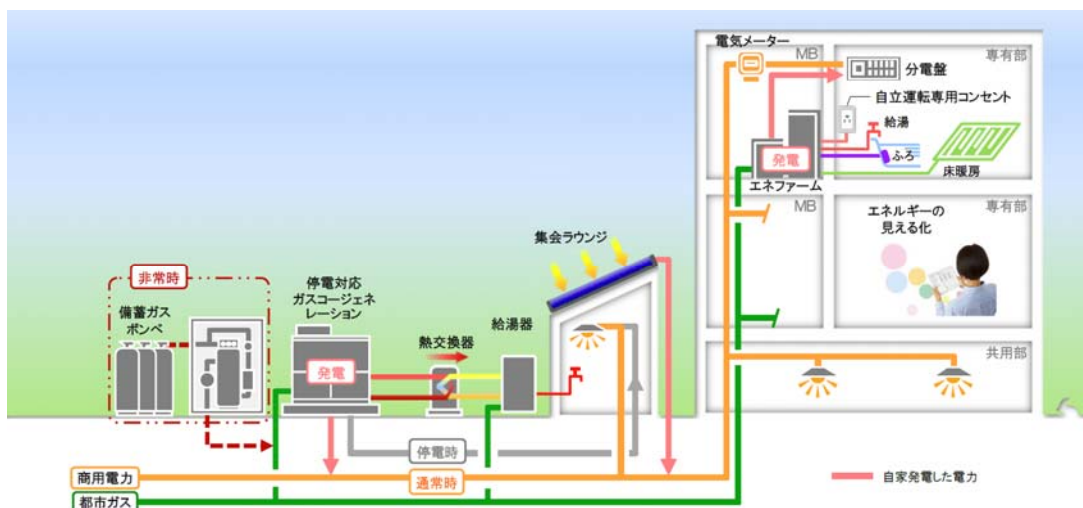 電気メーター
MB
専有部
分電盤
自立運転専用コンセント
給湯
発電
ふろ
エネファーム
床暖房
MB
専有部
エネルギーの
見える化
集会ラウンジ
非常時
停電対応
ガスコージェネ
レーション
備蓄ガス
ボンベ
給湯器
熱交換器
発電
共用部
停電時
商用電力
通常時
自家発電した電力
都市ガス